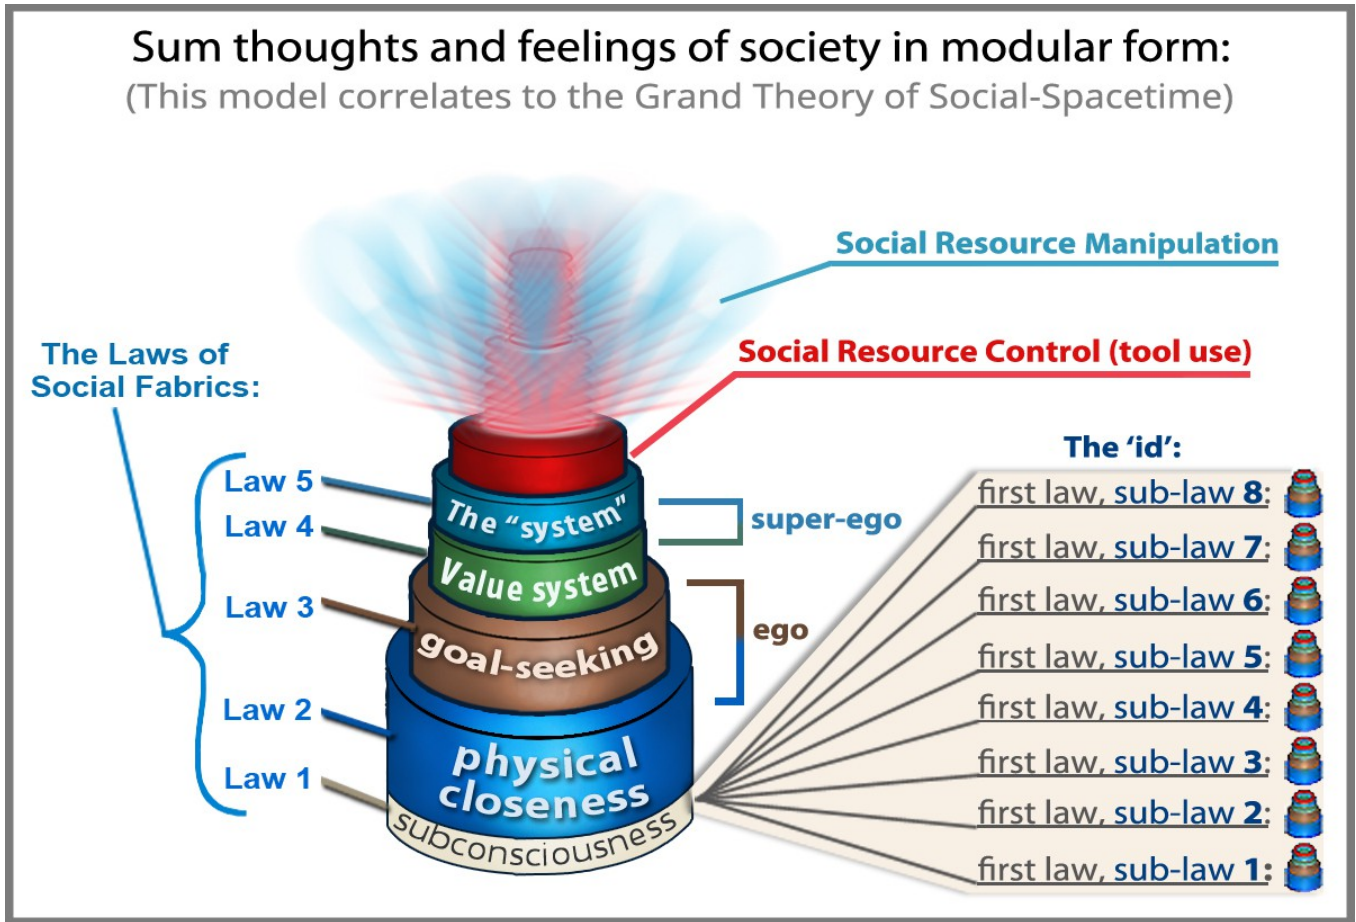 Sum thoughts and feelings of society in modular form:
(This model correlates to the Grand Theory of Social-Spacetime)
Social Resource Manipulation
Social Resource Control (tool use)
The Laws of
Social Fabrics:
Law 5
Law 4
Law 3
Law 2
Law 1
The "system"
Value system
goal-seeking
physical
closeness
subconsciousness
super-ego
ego
The 'id':
first law, sub-law 8:
first law, sub-law 7:
first law, sub-law 6:
first law, sub-law 5:
first law, sub-law 4:
first law, sub-law 3:
first law, sub-law 2:
first law, sub-law 1: